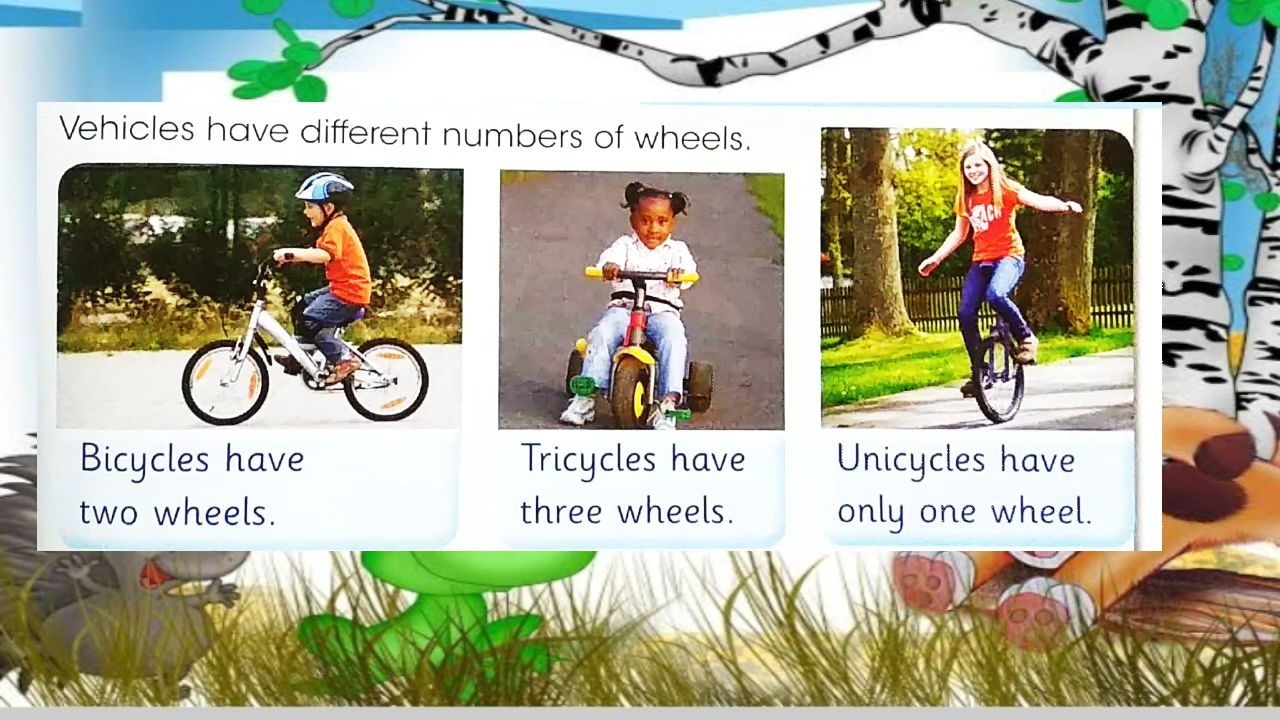 Vehicles have different numbers of wheels.
Bicycles have
two wheels.
Tricycles have
three wheels.
Unicycles have
only one wheel.